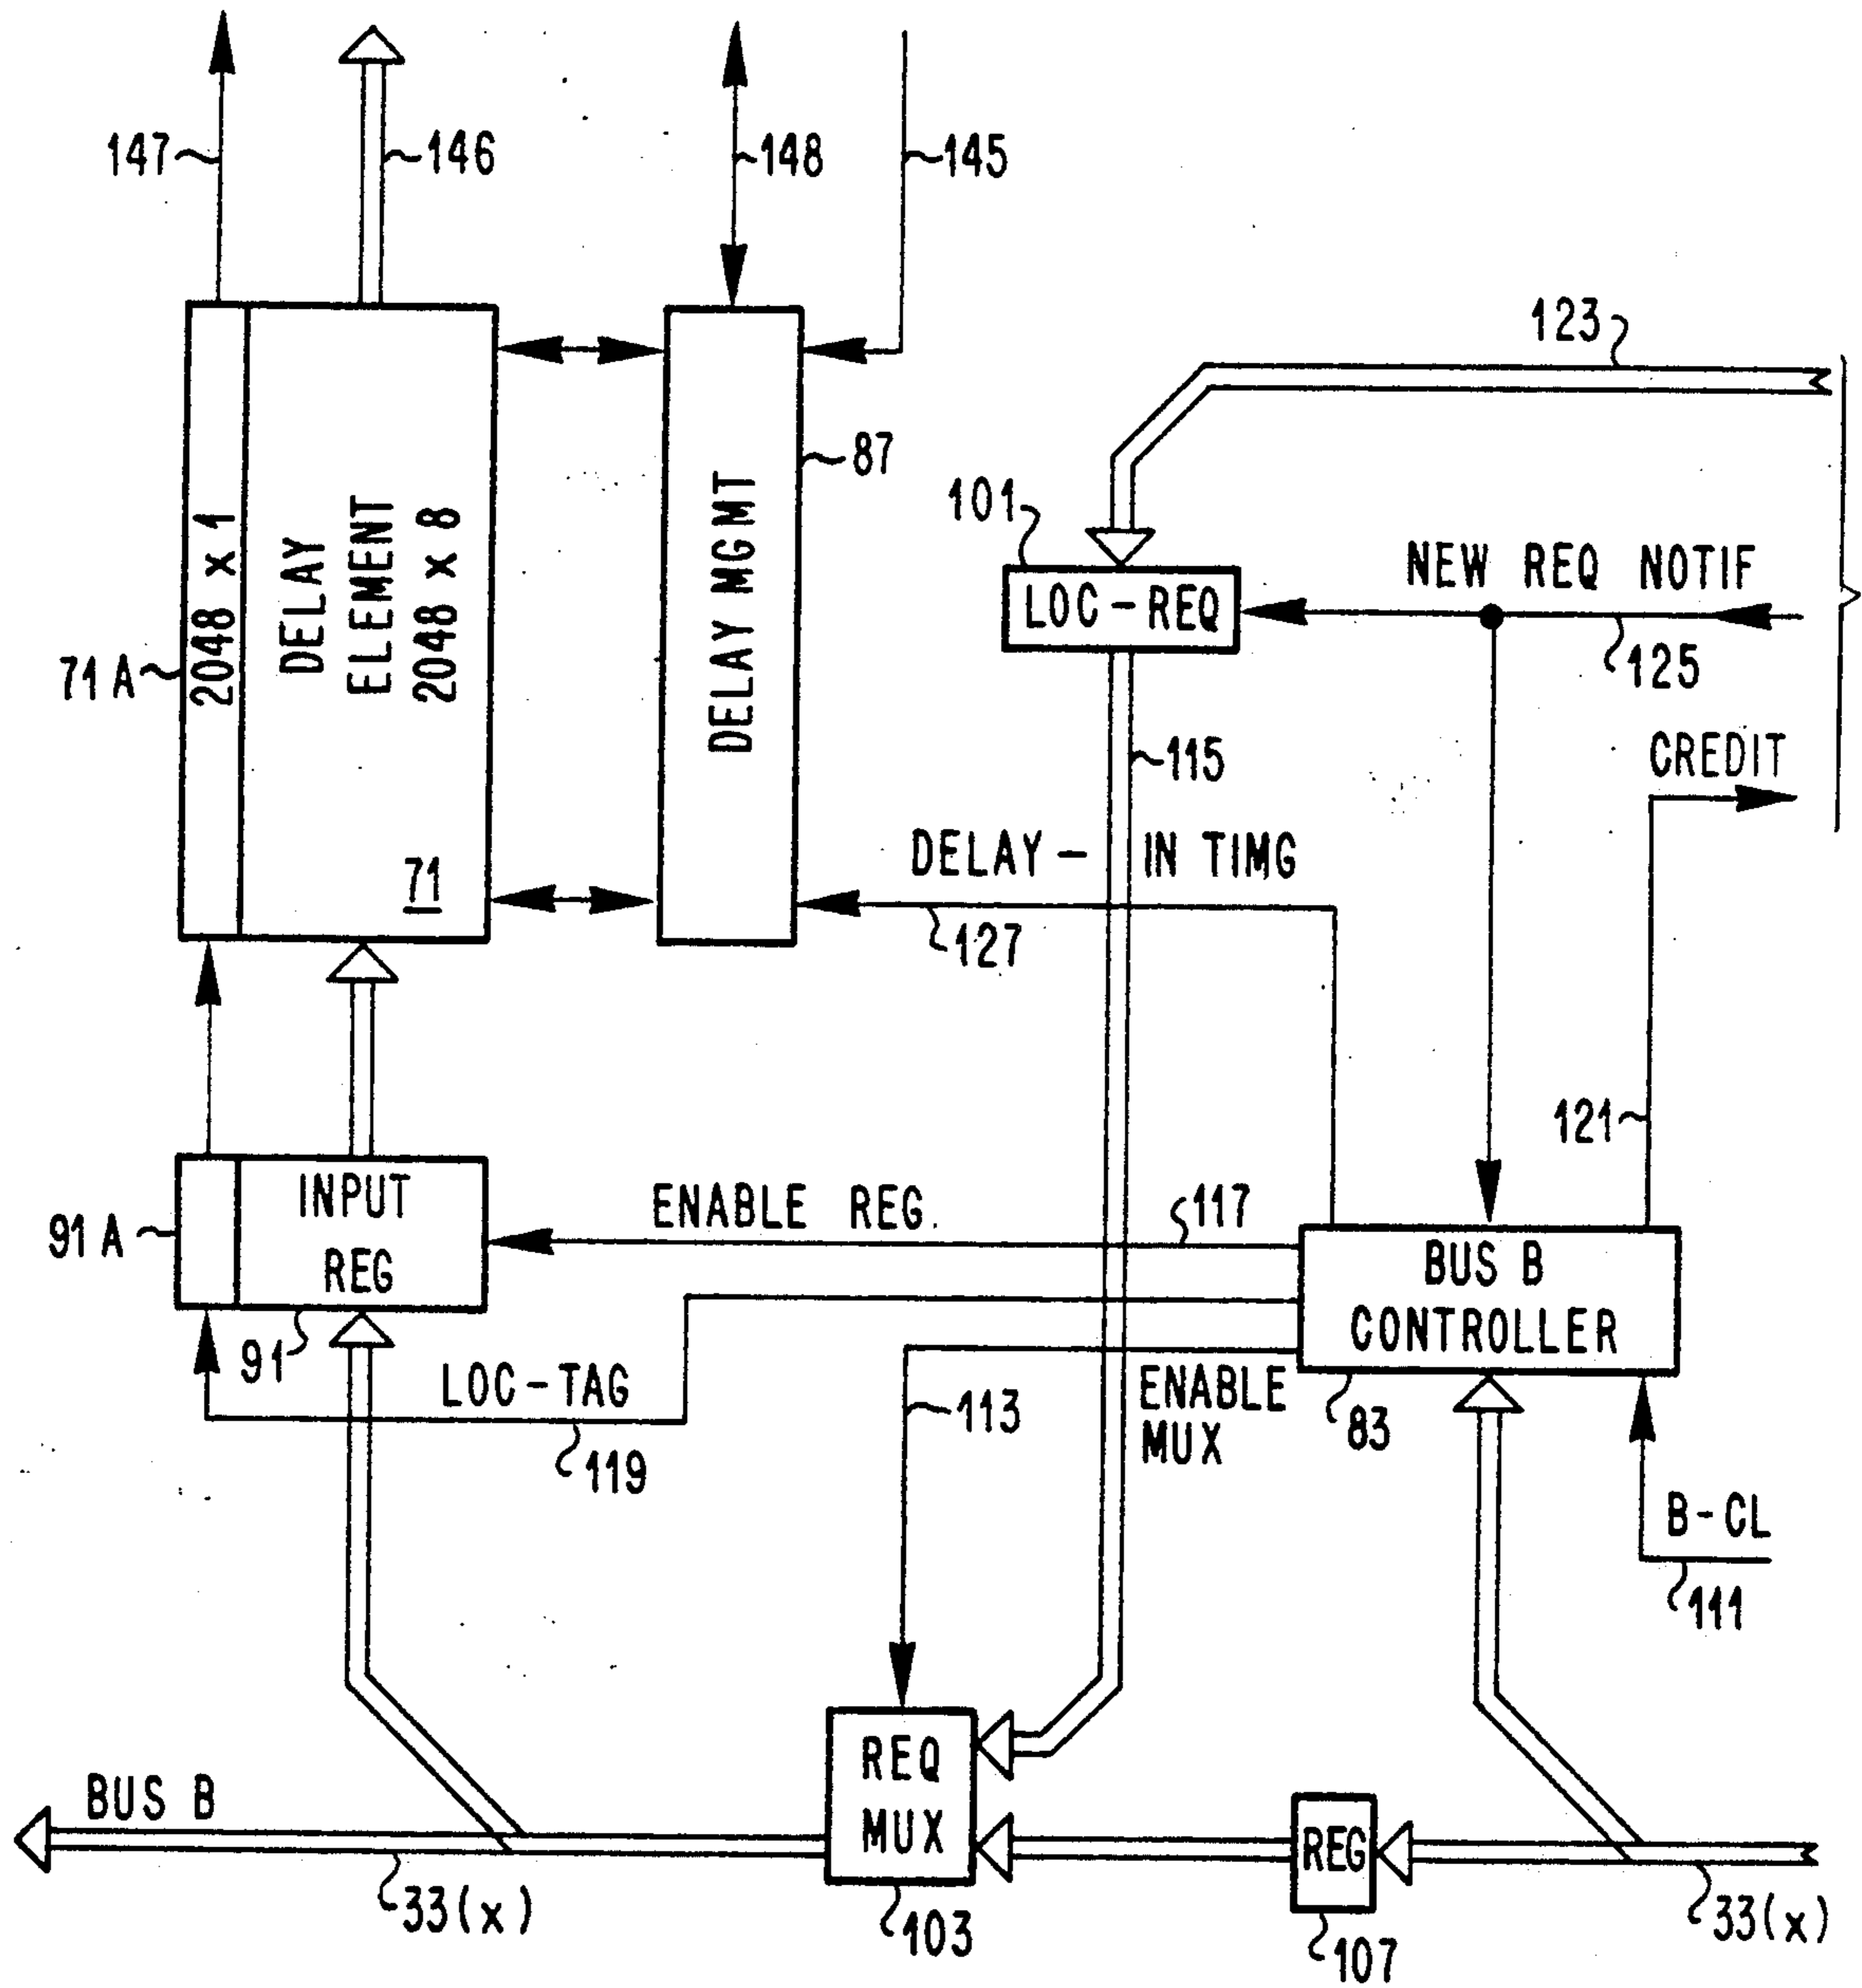 147
146
148
145
123
87
101
2048 x 1
DELAY
ELEMENT
2048 x 8
DELAY MGMT
LOC-REQ
NEW REQ NOTIF
125
71A
115
CREDIT
DELAY-IN TIMG
71
127
121
91A
INPUT
REG
ENABLE REG.
117
BUS B
CONTROLLER
91
LOC-TAG
119
113
ENABLE
MUX
83
B-CL
111
BUS B
REQ
MUX
REG
33(x)
103
107
33(x)